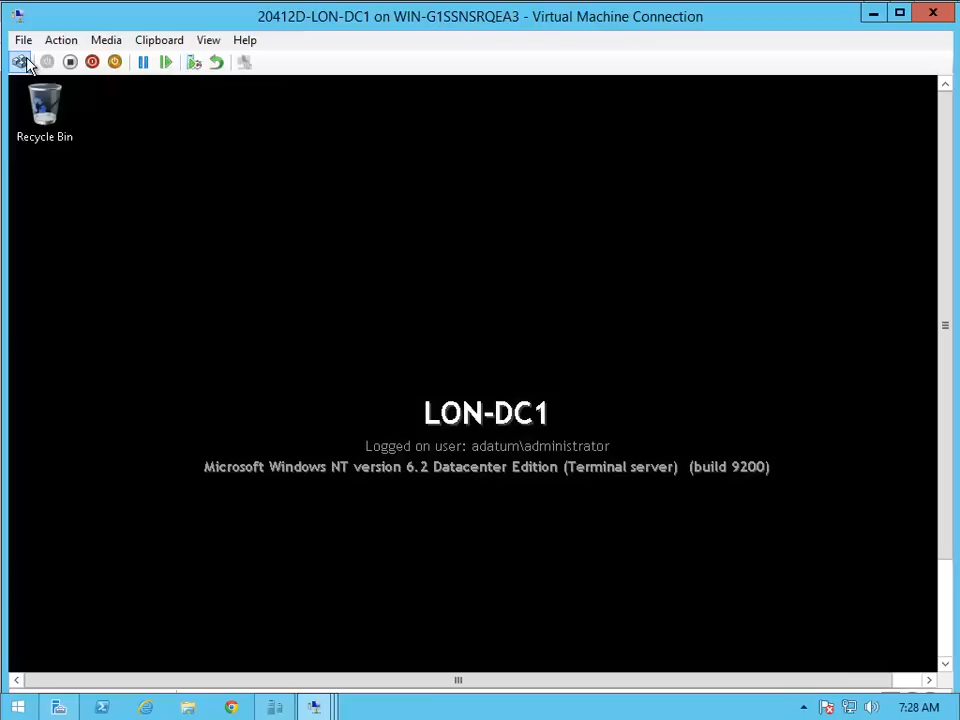 20412D-LON-DC1 on WIN-G1SSNSRQEA3 - Virtual Machine Connection
File Action Media Clipboard View Help
Recycle Bin
LON-DC1
Logged on user: adatum\administrator
Microsoft Windows NT version 6.2 Datacenter Edition (Terminal server) (build 9200)
7:28 AM